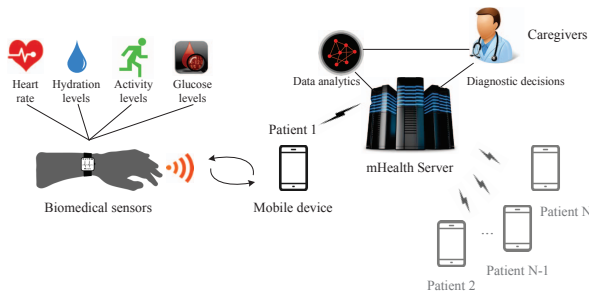 Caregivers
Heart
rate
Hydration
levels
Activity
levels
Glucose
levels
Data analytics
Diagnostic decisions
Patient 1
mHealth Server
Biomedical sensors
Mobile device
Patient N
...
Patient N-1
Patient 2